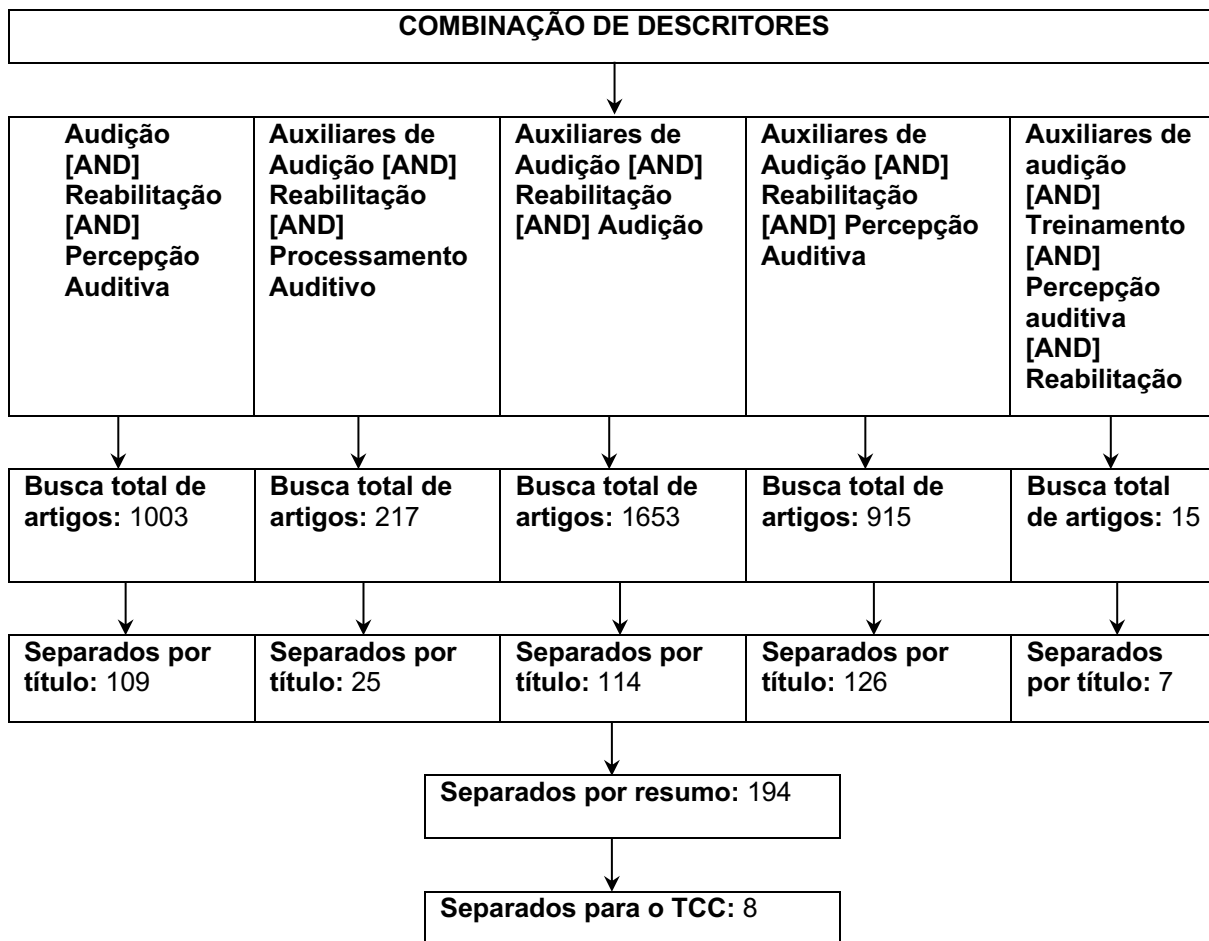 COMBINAÇÃO DE DESCRITORES
Audição
[AND]
Reabilitação
[AND]
Percepção
Auditiva
Auxiliares de
Audição [AND]
Reabilitação
[AND]
Processamento
Auditivo
Auxiliares de
Audição [AND]
Reabilitação
[AND] Audição
Auxiliares de
Audição [AND]
Reabilitação
[AND] Percepção
Auditiva
Auxiliares de
audição
[AND]
Treinamento
[AND]
Percepção
auditiva
[AND]
Reabilitação
Busca total de
artigos: 1003
Busca total de
artigos: 217
Busca total de
artigos: 1653
Busca total de
artigos: 915
Busca total
de artigos: 15
Separados por
título: 109
Separados por
título: 25
Separados por
título: 114
Separados por
título: 126
Separados
por título: 7
Separados por resumo: 194
Separados para o TCC: 8